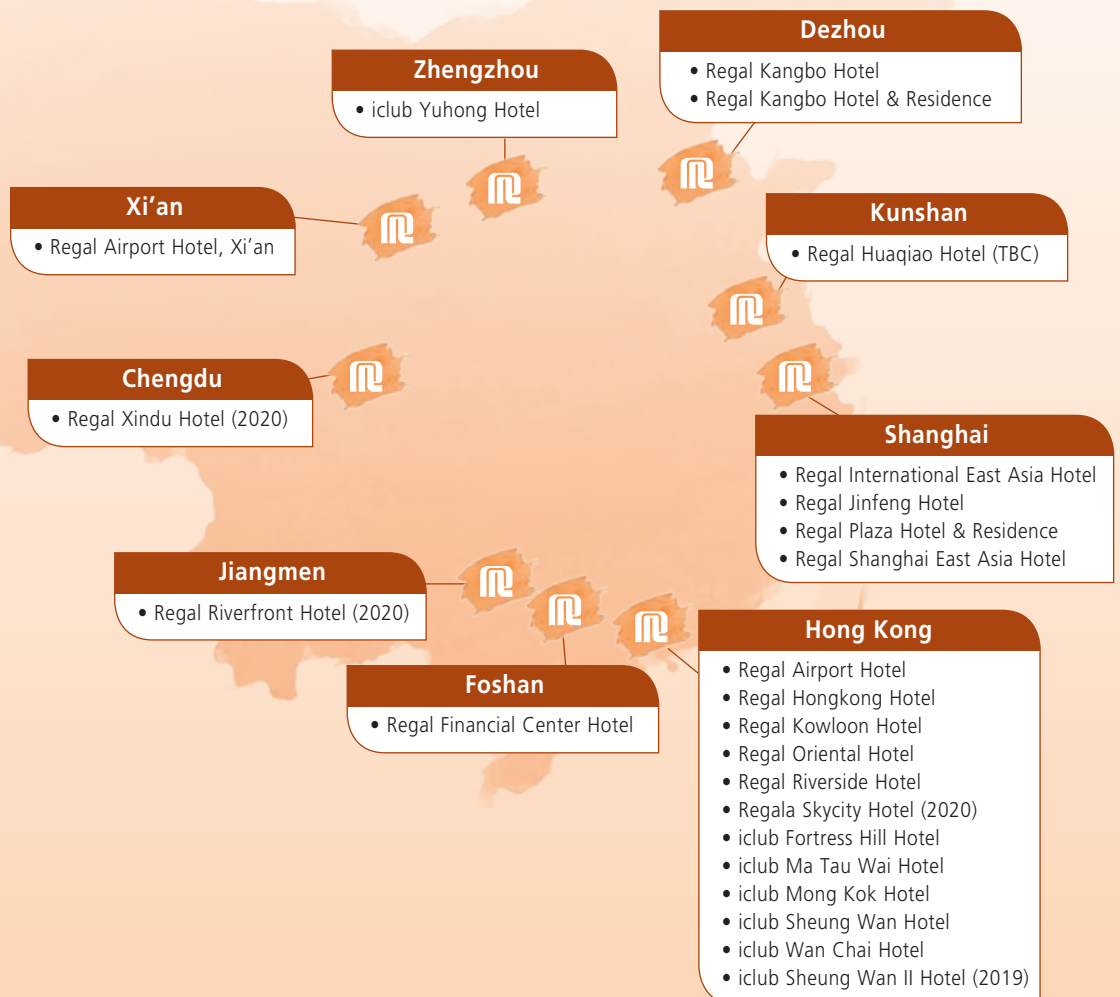 Dezhou
• Regal Kangbo Hotel
• Regal Kangbo Hotel & Residence
Zhengzhou
• iclub Yuhong Hotel
Xi’an
• Regal Airport Hotel, Xi’an
Kunshan
• Regal Huaqiao Hotel (TBC)
Chengdu
• Regal Xindu Hotel (2020)
Shanghai
• Regal International East Asia Hotel
• Regal Jinfeng Hotel
• Regal Plaza Hotel & Residence
• Regal Shanghai East Asia Hotel
Jiangmen
• Regal Riverfront Hotel (2020)
Foshan
• Regal Financial Center Hotel
Hong Kong
• Regal Airport Hotel
• Regal Hongkong Hotel
• Regal Kowloon Hotel
• Regal Oriental Hotel
• Regal Riverside Hotel
• Regala Skycity Hotel (2020)
• iclub Fortress Hill Hotel
• iclub Ma Tau Wai Hotel
• iclub Mong Kok Hotel
• iclub Sheung Wan Hotel
• iclub Wan Chai Hotel
• iclub Sheung Wan II Hotel (2019)